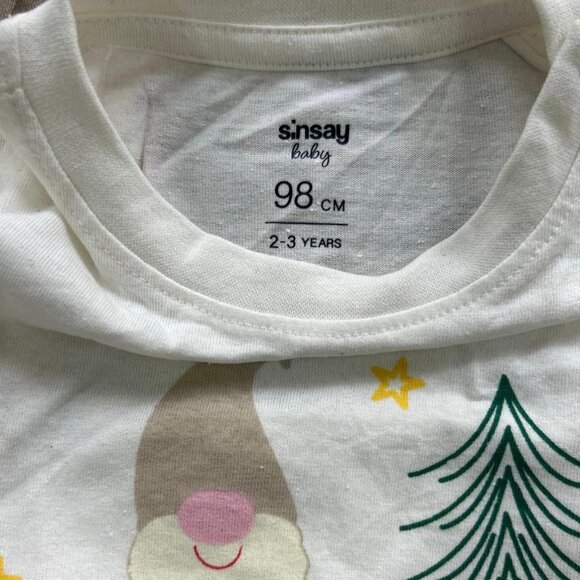 sinsay
baby
98 CM
2-3 YEARS